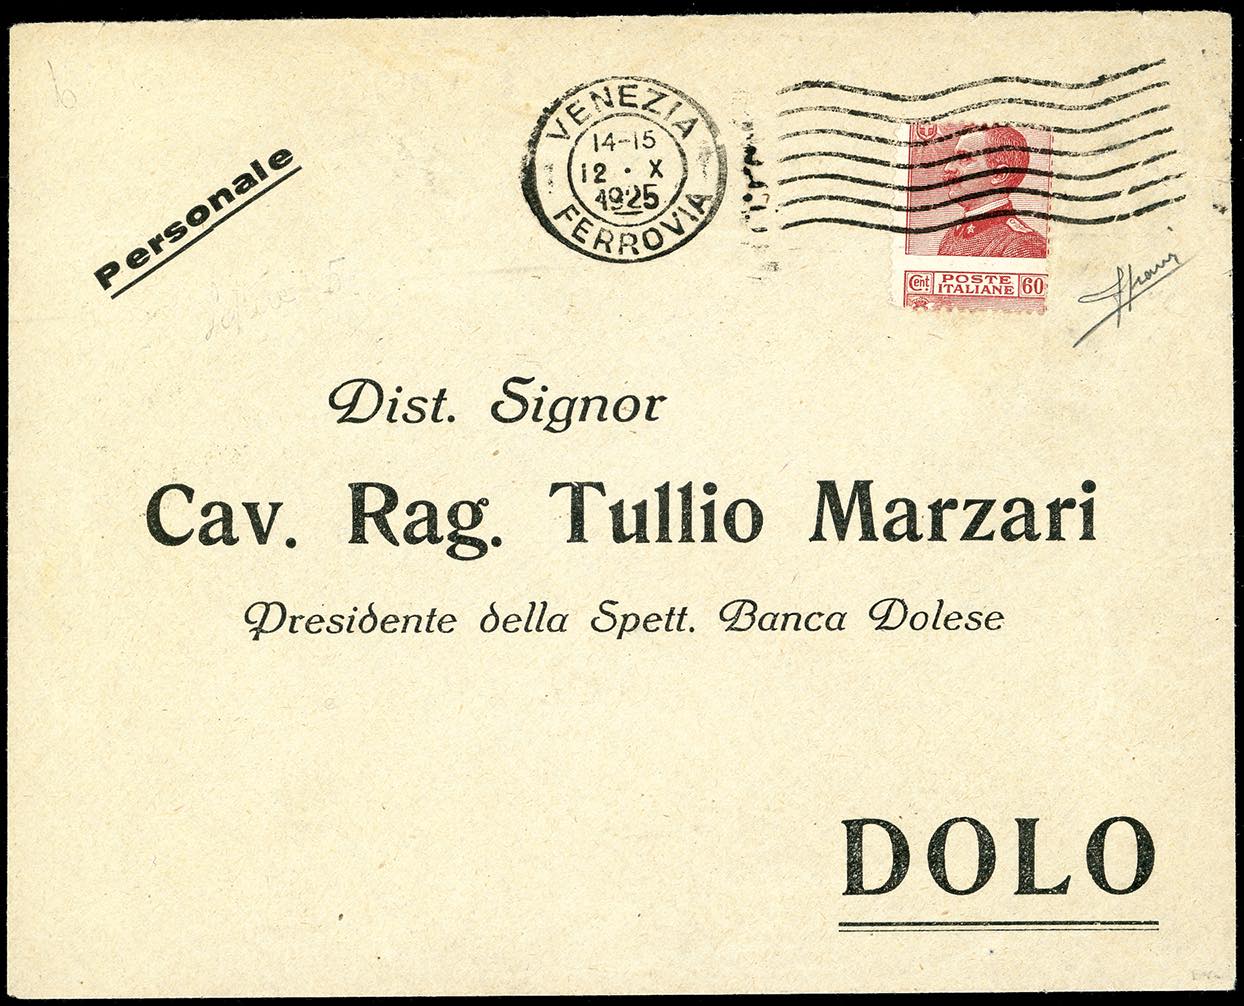 VENEZIA
14-15
12 · X
1925
FERROVIA
Personale
Cent POSTE ITALIANE 60
Dist. Signor
Cav. Rag. Tullio Marzari
Presidente della Spett. Banca Dolese
DOLO